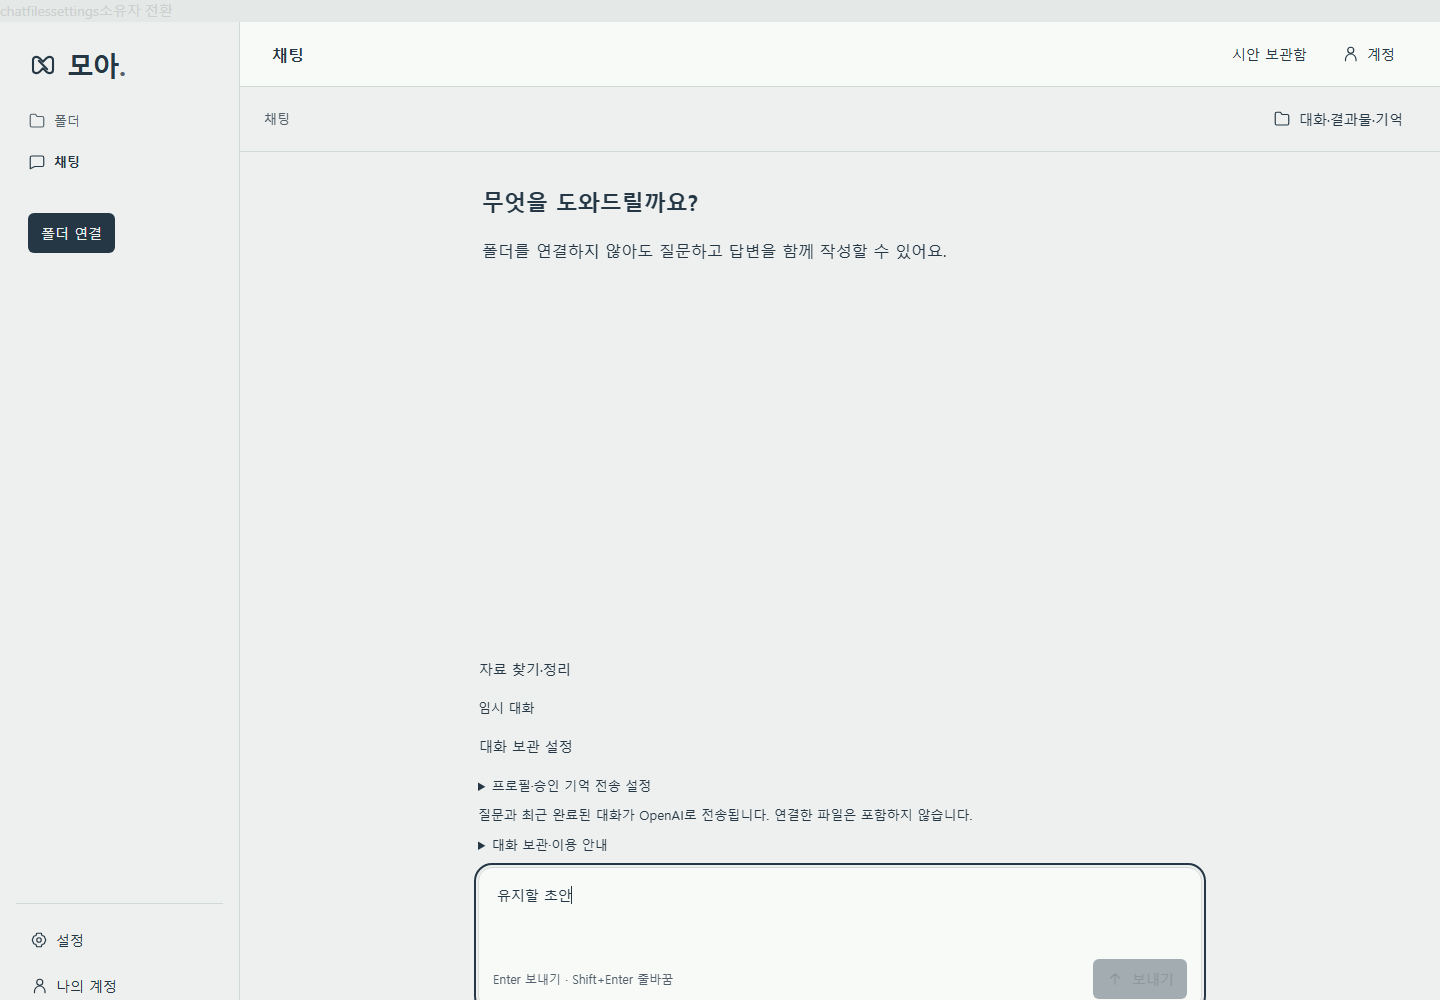 chatfilessettings소유자 전환
모아.
폴더
채팅
폴더 연결
설정
나의 계정
채팅
시안 보관함
계정
채팅
대화·결과물·기억
무엇을 도와드릴까요?
폴더를 연결하지 않아도 질문하고 답변을 함께 작성할 수 있어요.
자료 찾기·정리
임시 대화
대화 보관 설정
▶ 프로필·승인 기억 전송 설정
질문과 최근 완료된 대화가 OpenAI로 전송됩니다. 연결한 파일은 포함하지 않습니다.
▶ 대화 보관·이용 안내
유지할 초안
Enter 보내기 · Shift+Enter 줄바꿈
보내기